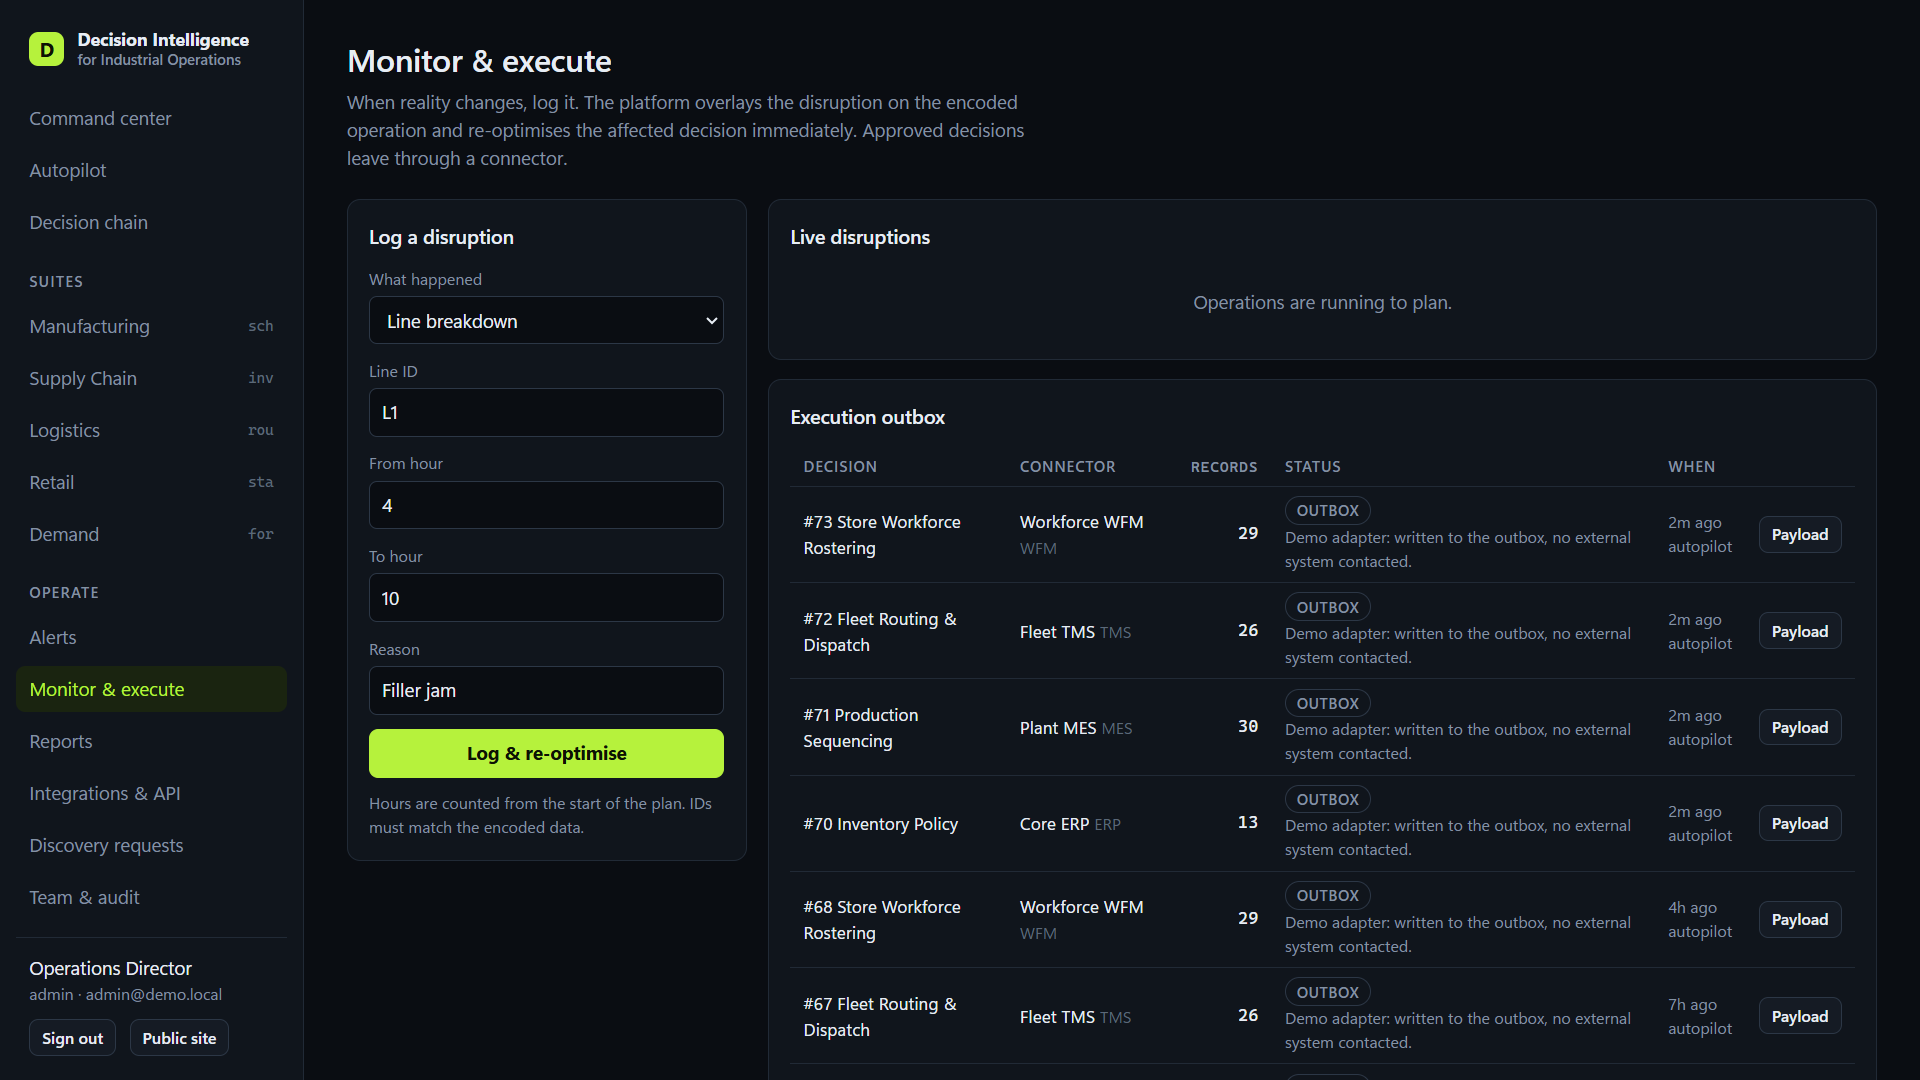 D
Decision Intelligence
for Industrial Operations
Command center
Autopilot
Decision chain
SUITES
Manufacturing sch
Supply Chain inv
Logistics rou
Retail sta
Demand for
OPERATE
Alerts
Monitor & execute
Reports
Integrations & API
Discovery requests
Team & audit
Operations Director
admin · admin@demo.local
Sign out Public site
Monitor & execute
When reality changes, log it. The platform overlays the disruption on the encoded
operation and re-optimises the affected decision immediately. Approved decisions
leave through a connector.
Log a disruption
What happened
Line breakdown
Line ID
L1
From hour
4
To hour
10
Reason
Filler jam
Log & re-optimise
Hours are counted from the start of the plan. IDs
must match the encoded data.
Live disruptions
Operations are running to plan.
Execution outbox
DECISION CONNECTOR RECORDS STATUS WHEN
#73 Store Workforce
Rostering
Workforce WFM
WFM
29
OUTBOX
Demo adapter: written to the outbox, no external
system contacted.
2m ago
autopilot
Payload
#72 Fleet Routing &
Dispatch
Fleet TMS TMS
26
OUTBOX
Demo adapter: written to the outbox, no external
system contacted.
2m ago
autopilot
Payload
#71 Production
Sequencing
Plant MES MES
30
OUTBOX
Demo adapter: written to the outbox, no external
system contacted.
2m ago
autopilot
Payload
#70 Inventory Policy
Core ERP ERP
13
OUTBOX
Demo adapter: written to the outbox, no external
system contacted.
2m ago
autopilot
Payload
#68 Store Workforce
Rostering
Workforce WFM
WFM
29
OUTBOX
Demo adapter: written to the outbox, no external
system contacted.
4h ago
autopilot
Payload
#67 Fleet Routing &
Dispatch
Fleet TMS TMS
26
OUTBOX
Demo adapter: written to the outbox, no external
system contacted.
7h ago
autopilot
Payload